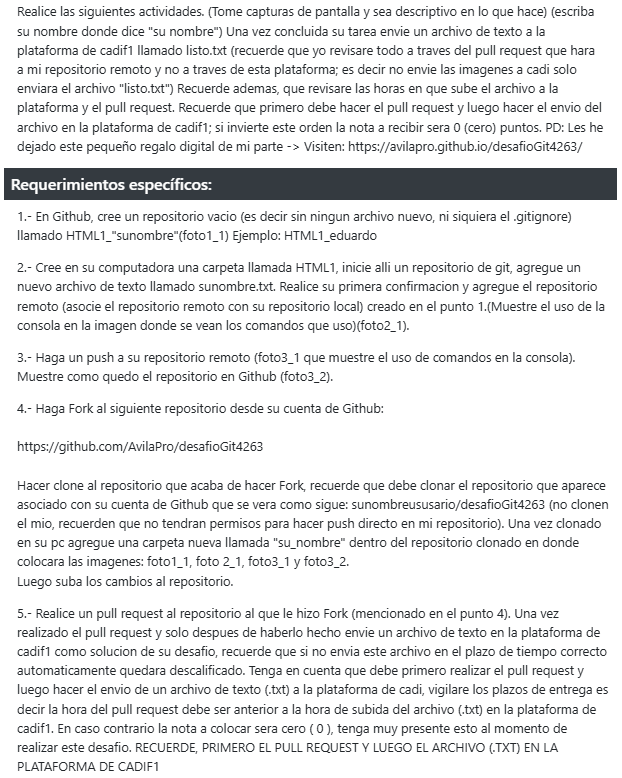 Realice las siguientes actividades. (Tome capturas de pantalla y sea descriptivo en lo que hace) (escriba
su nombre donde dice "su nombre") Una vez concluida su tarea envie un archivo de texto a la
plataforma de cadif1 llamado listo.txt (recuerde que yo revisare todo a traves del pull request que hara
a mi repositorio remoto y no a traves de esta plataforma; es decir no envie las imagenes a cadi solo
enviara el archivo "listo.txt") Recuerde ademas, que revisare las horas en que sube el archivo a la
plataforma y el pull request. Recuerde que primero debe hacer el pull request y luego hacer el envio del
archivo en la plataforma de cadif1; si invierte este orden la nota a recibir sera 0 (cero) puntos. PD: Les he
dejado este pequeño regalo digital de mi parte -> Visiten: https://avilapro.github.io/desafioGit4263/
Requerimientos específicos:
1.- En Github, cree un repositorio vacio (es decir sin ningun archivo nuevo, ni siquiera el .gitignore)
llamado HTML1_"sunombre"(foto1_1) Ejemplo: HTML1_eduardo
2.- Cree en su computadora una carpeta llamada HTML1, inicie alli un repositorio de git, agregue un
nuevo archivo de texto llamado sunombre.txt. Realice su primera confirmacion y agregue el repositorio
remoto (asocie el repositorio remoto con su repositorio local) creado en el punto 1.(Muestre el uso de la
consola en la imagen donde se vean los comandos que uso)(foto2_1).
3.- Haga un push a su repositorio remoto (foto3_1 que muestre el uso de comandos en la consola).
Muestre como quedo el repositorio en Github (foto3_2).
4.- Haga Fork al siguiente repositorio desde su cuenta de Github:
https://github.com/AvilaPro/desafioGit4263
Hacer clone al repositorio que acaba de hacer Fork, recuerde que debe clonar el repositorio que aparece
asociado con su cuenta de Github que se vera como sigue: sunombreususario/desafioGit4263 (no clonen
el mio, recuerden que no tendran permisos para hacer push directo en mi repositorio). Una vez clonado
en su pc agregue una carpeta nueva llamada "su_nombre" dentro del repositorio clonado en donde
colocara las imagenes: foto1_1, foto 2_1, foto3_1 y foto3_2.
Luego suba los cambios al repositorio.
5.- Realice un pull request al repositorio al que le hizo Fork (mencionado en el punto 4). Una vez
realizado el pull request y solo despues de haberlo hecho envie un archivo de texto en la plataforma de
cadif1 como solucion de su desafio, recuerde que si no envia este archivo en el plazo de tiempo correcto
automaticamente quedara descalificado. Tenga en cuenta que debe primero realizar el pull request y
luego hacer el envio de un archivo de texto (.txt) a la plataforma de cadi, vigilare los plazos de entrega es
decir la hora del pull request debe ser anterior a la hora de subida del archivo (.txt) en la plataforma de
cadif1. En caso contrario la nota a colocar sera cero ( 0 ), tenga muy presente esto al momento de
realizar este desafio. RECUERDE, PRIMERO EL PULL REQUEST Y LUEGO EL ARCHIVO (.TXT) EN LA
PLATAFORMA DE CADIF1